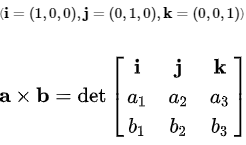 (i = (1, 0, 0), j = (0, 1, 0), k = (0, 0, 1))
a × b = det [ i j k
a₁ a₂ a₃
b₁ b₂ b₃ ]